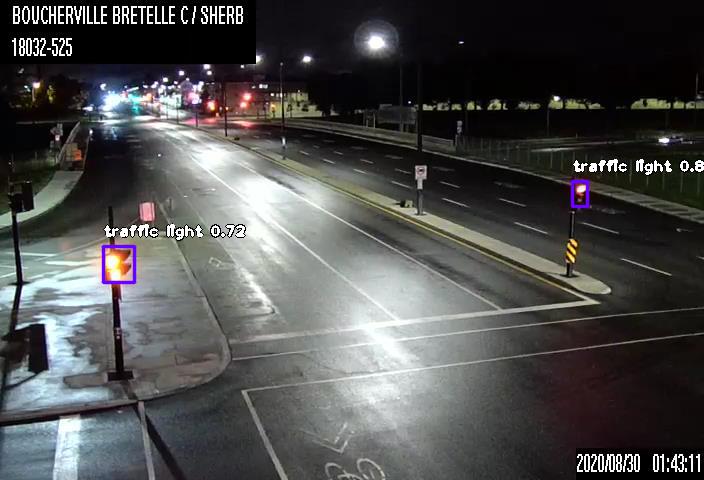 BOUCHERVILLE BRETELLE C / SHERB
18032-525
traffic light 0.8
traffic light 0.72
2020/08/30 01:43:11